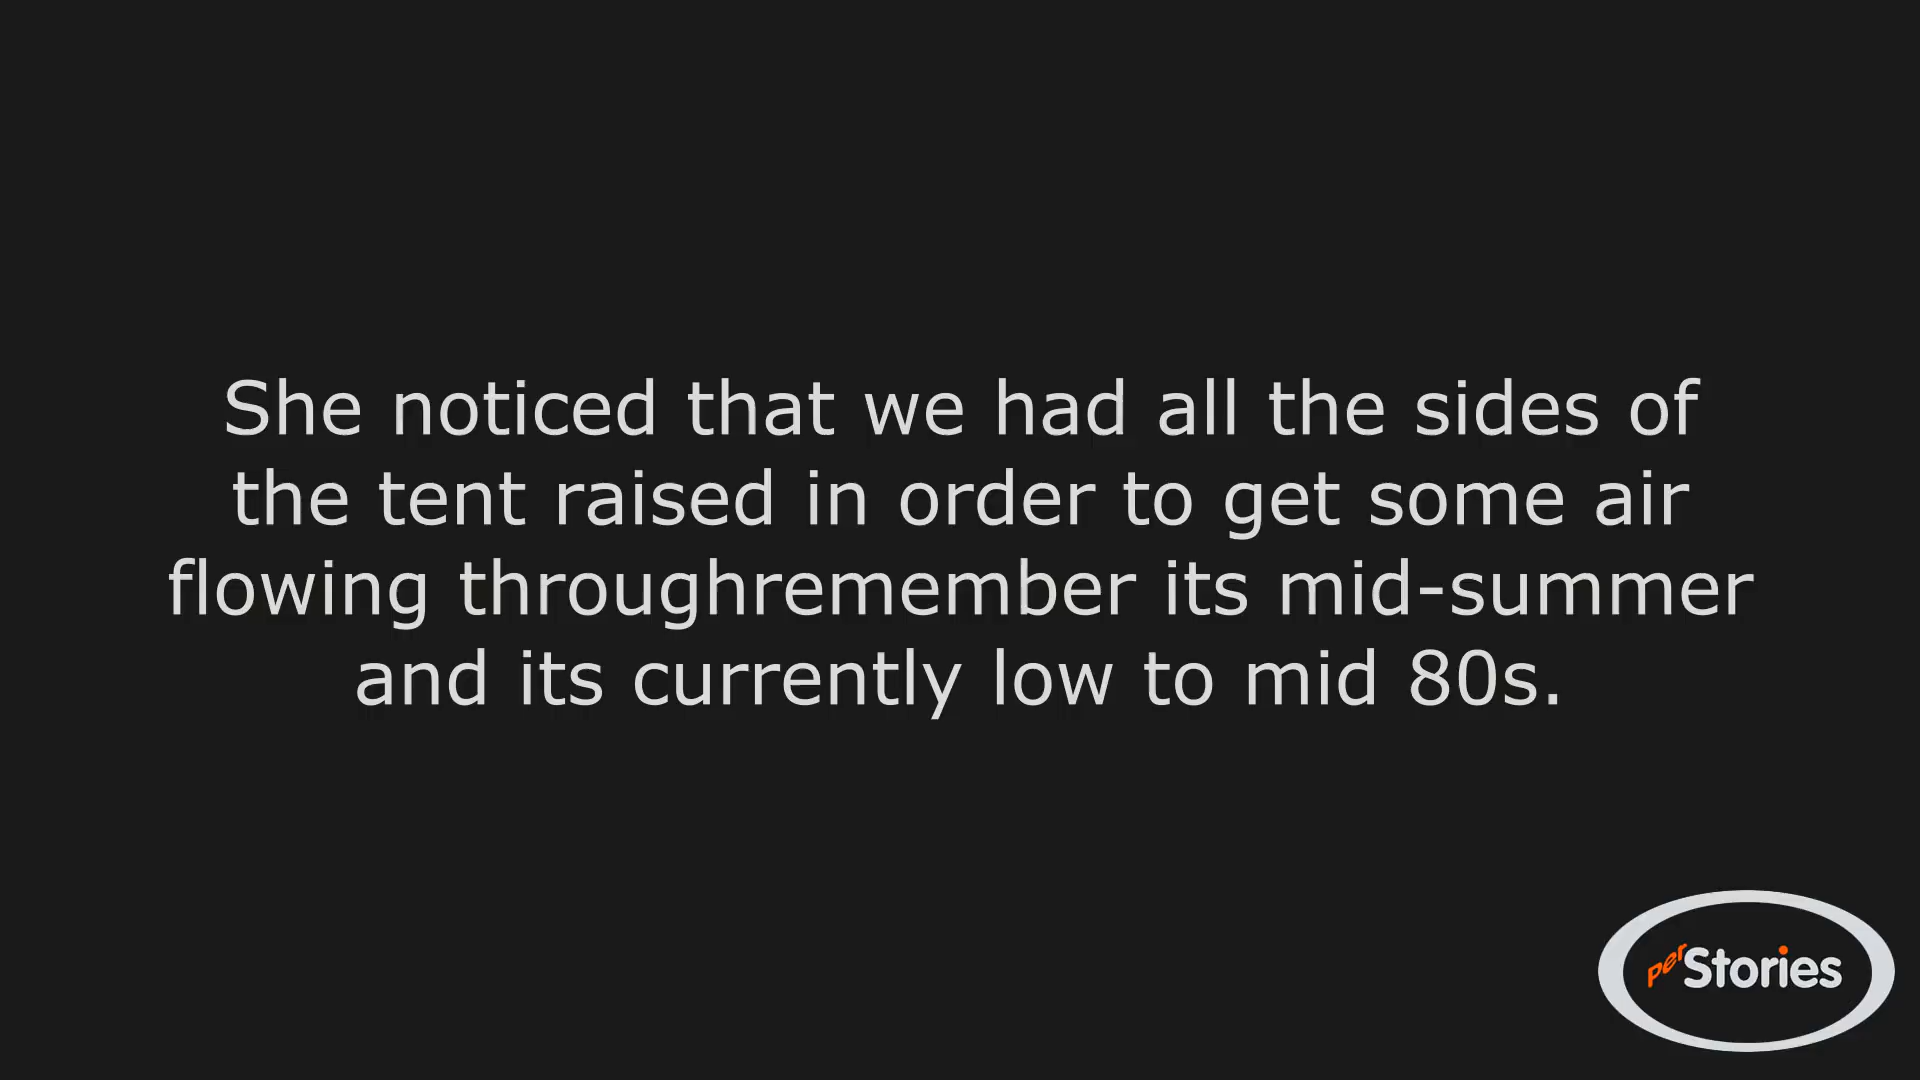 She noticed that we had all the sides of
the tent raised in order to get some air
flowing throughremember its mid-summer
and its currently low to mid 80s.
perStories